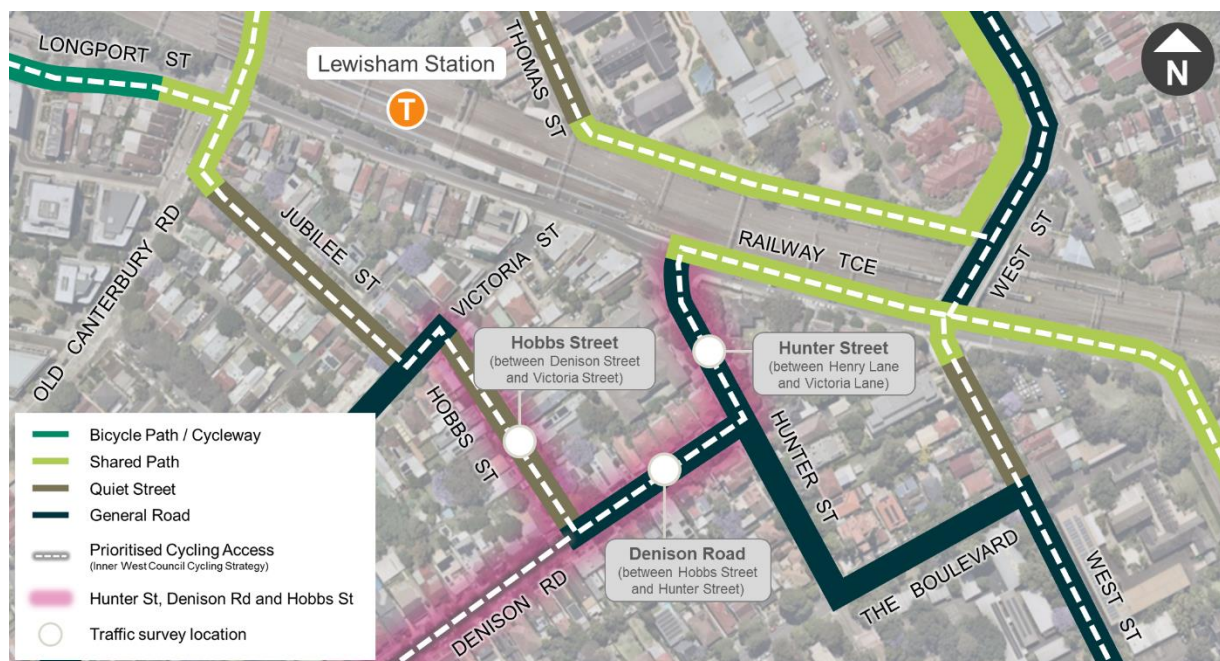 LONGPORT ST
Lewisham Station
T
THOMAS ST
N
OLD CANTERBURY RD
JUBILEE ST
VICTORIA ST
RAILWAY TCE
WEST ST
Hobbs Street
(between Denison Street
and Victoria Street)
Hunter Street
(between Henry Lane
and Victoria Lane)
HOBBS ST
HUNTER ST
Denison Road
(between Hobbs Street
and Hunter Street)
DENISON RD
THE BOULEVARD
WEST ST
Bicycle Path / Cycleway
Shared Path
Quiet Street
General Road
Prioritised Cycling Access
(Inner West Council Cycling Strategy)
Hunter St, Denison Rd and Hobbs St
Traffic survey location